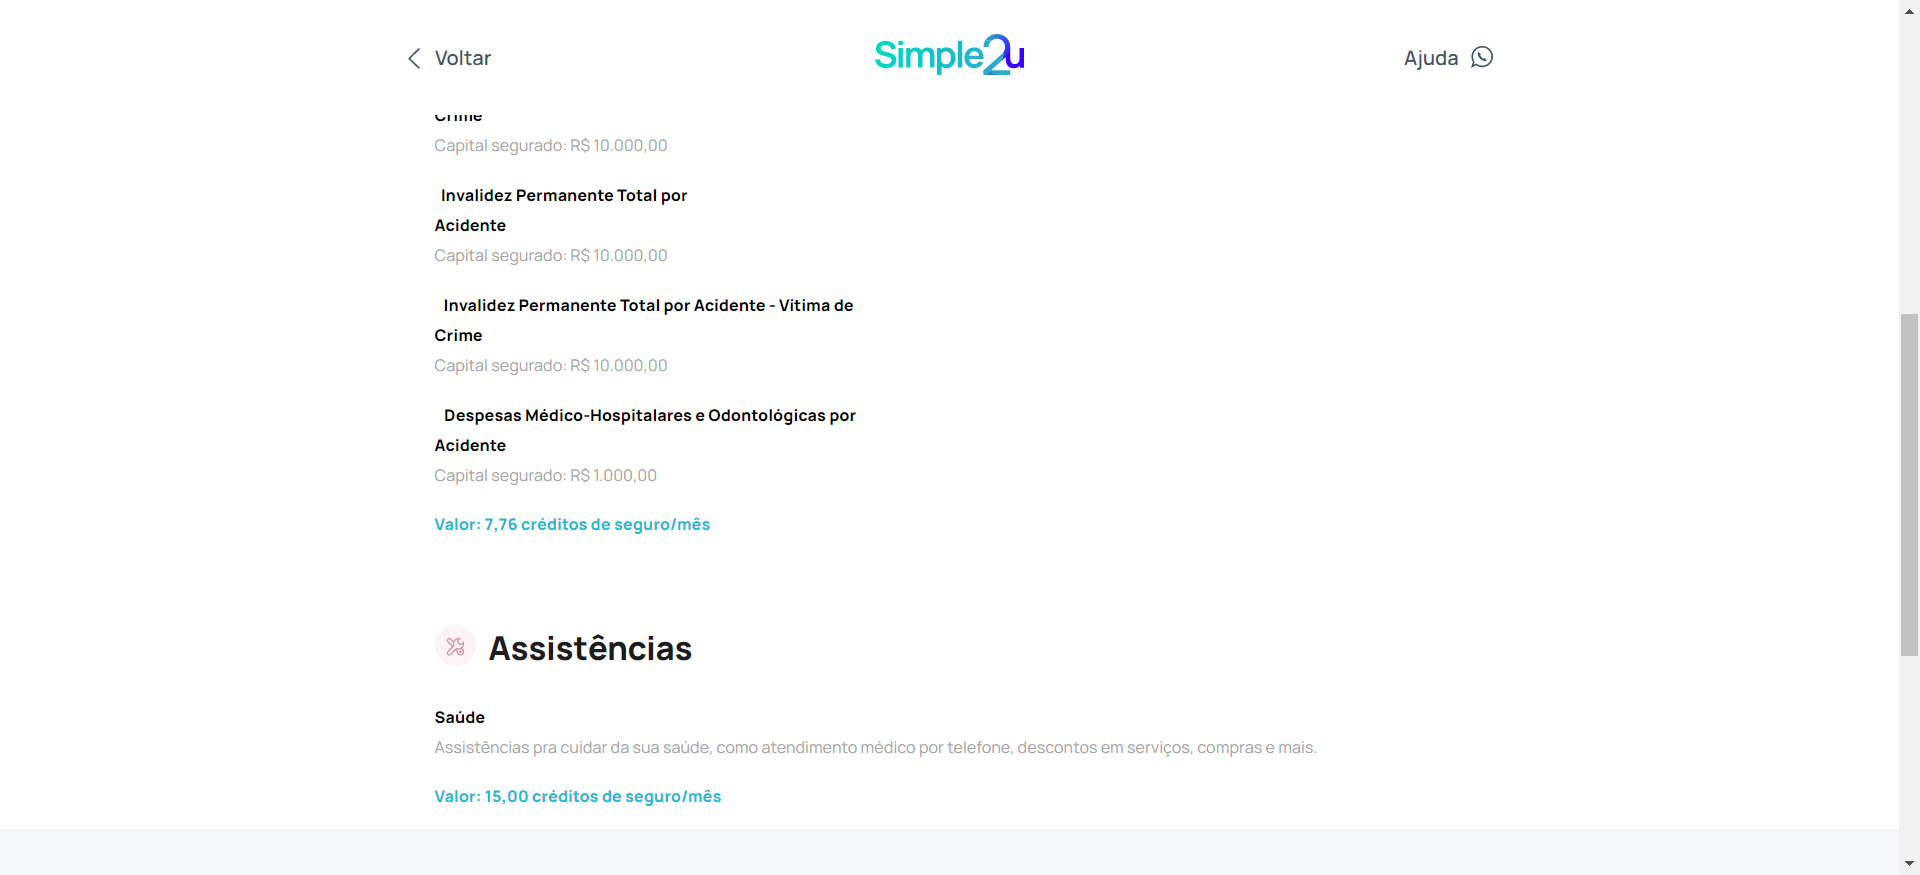 Voltar
Simple2u
Ajuda
Crime
Capital segurado: R$ 10.000,00
Invalidez Permanente Total por
Acidente
Capital segurado: R$ 10.000,00
Invalidez Permanente Total por Acidente - Vitima de
Crime
Capital segurado: R$ 10.000,00
Despesas Médico-Hospitalares e Odontológicas por
Acidente
Capital segurado: R$ 1.000,00
Valor: 7,76 créditos de seguro/mês
Assistências
Saúde
Assistências pra cuidar da sua saúde, como atendimento médico por telefone, descontos em serviços, compras e mais.
Valor: 15,00 créditos de seguro/mês